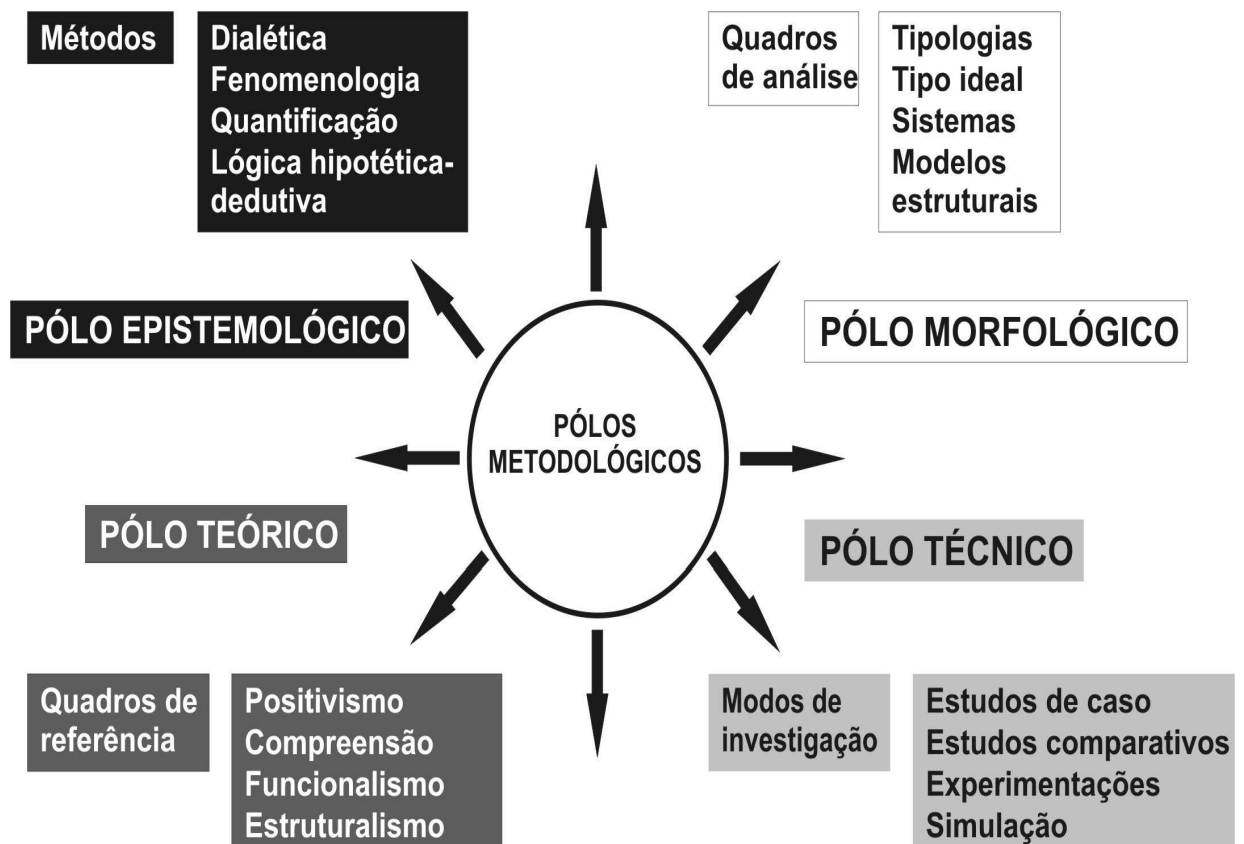 Métodos
Dialética
Fenomenologia
Quantificação
Lógica hipotética-
dedutiva
PÓLO EPISTEMOLÓGICO
Quadros
de análise
Tipologias
Tipo ideal
Sistemas
Modelos
estruturais
PÓLO MORFOLÓGICO
PÓLOS
METODOLÓGICOS
PÓLO TEÓRICO
Quadros de
referência
Positivismo
Compreensão
Funcionalismo
Estruturalismo
PÓLO TÉCNICO
Modos de
investigação
Estudos de caso
Estudos comparativos
Experimentações
Simulação